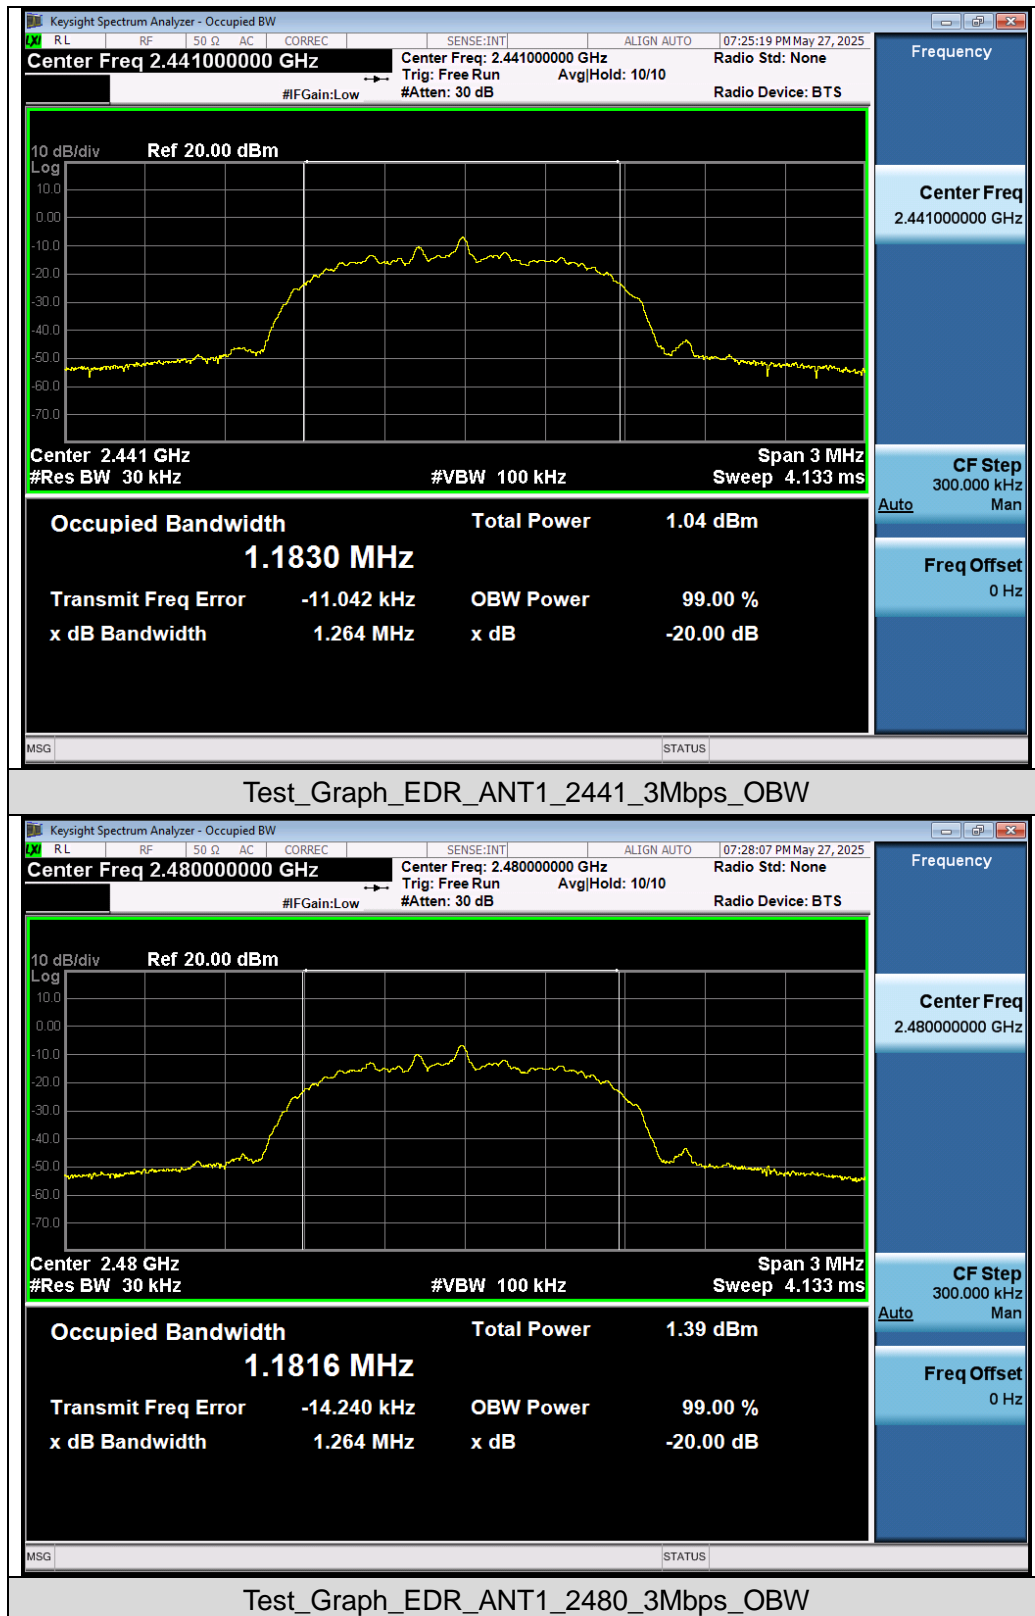 Keysight Spectrum Analyzer - Occupied BW
LXI RL RF 50 Ω AC CORREC SENSE:INT ALIGN AUTO 07:25:19 PM May 27, 2025
Center Freq 2.441000000 GHz
Center Freq: 2.441000000 GHz
Radio Std: None
Trig: Free Run Avg|Hold: 10/10
#IFGain:Low
#Atten: 30 dB
Radio Device: BTS
Frequency
10 dB/div Ref 20.00 dBm
Log
10.0
0.00
-10.0
-20.0
-30.0
-40.0
-50.0
-60.0
-70.0
Center Freq
2.441000000 GHz
Center 2.441 GHz Span 3 MHz
#Res BW 30 kHz #VBW 100 kHz Sweep 4.133 ms
CF Step
300.000 kHz
Auto Man
Occupied Bandwidth Total Power 1.04 dBm
1.1830 MHz
Transmit Freq Error -11.042 kHz OBW Power 99.00 %
x dB Bandwidth 1.264 MHz x dB -20.00 dB
Freq Offset
0 Hz
MSG STATUS
Test_Graph_EDR_ANT1_2441_3Mbps_OBW
Keysight Spectrum Analyzer - Occupied BW
LXI RL RF 50 Ω AC CORREC SENSE:INT ALIGN AUTO 07:28:07 PM May 27, 2025
Center Freq 2.480000000 GHz
Center Freq: 2.480000000 GHz
Radio Std: None
Trig: Free Run Avg|Hold: 10/10
#IFGain:Low
#Atten: 30 dB
Radio Device: BTS
Frequency
10 dB/div Ref 20.00 dBm
Log
10.0
0.00
-10.0
-20.0
-30.0
-40.0
-50.0
-60.0
-70.0
Center Freq
2.480000000 GHz
Center 2.48 GHz Span 3 MHz
#Res BW 30 kHz #VBW 100 kHz Sweep 4.133 ms
CF Step
300.000 kHz
Auto Man
Occupied Bandwidth Total Power 1.39 dBm
1.1816 MHz
Transmit Freq Error -14.240 kHz OBW Power 99.00 %
x dB Bandwidth 1.264 MHz x dB -20.00 dB
Freq Offset
0 Hz
MSG STATUS
Test_Graph_EDR_ANT1_2480_3Mbps_OBW